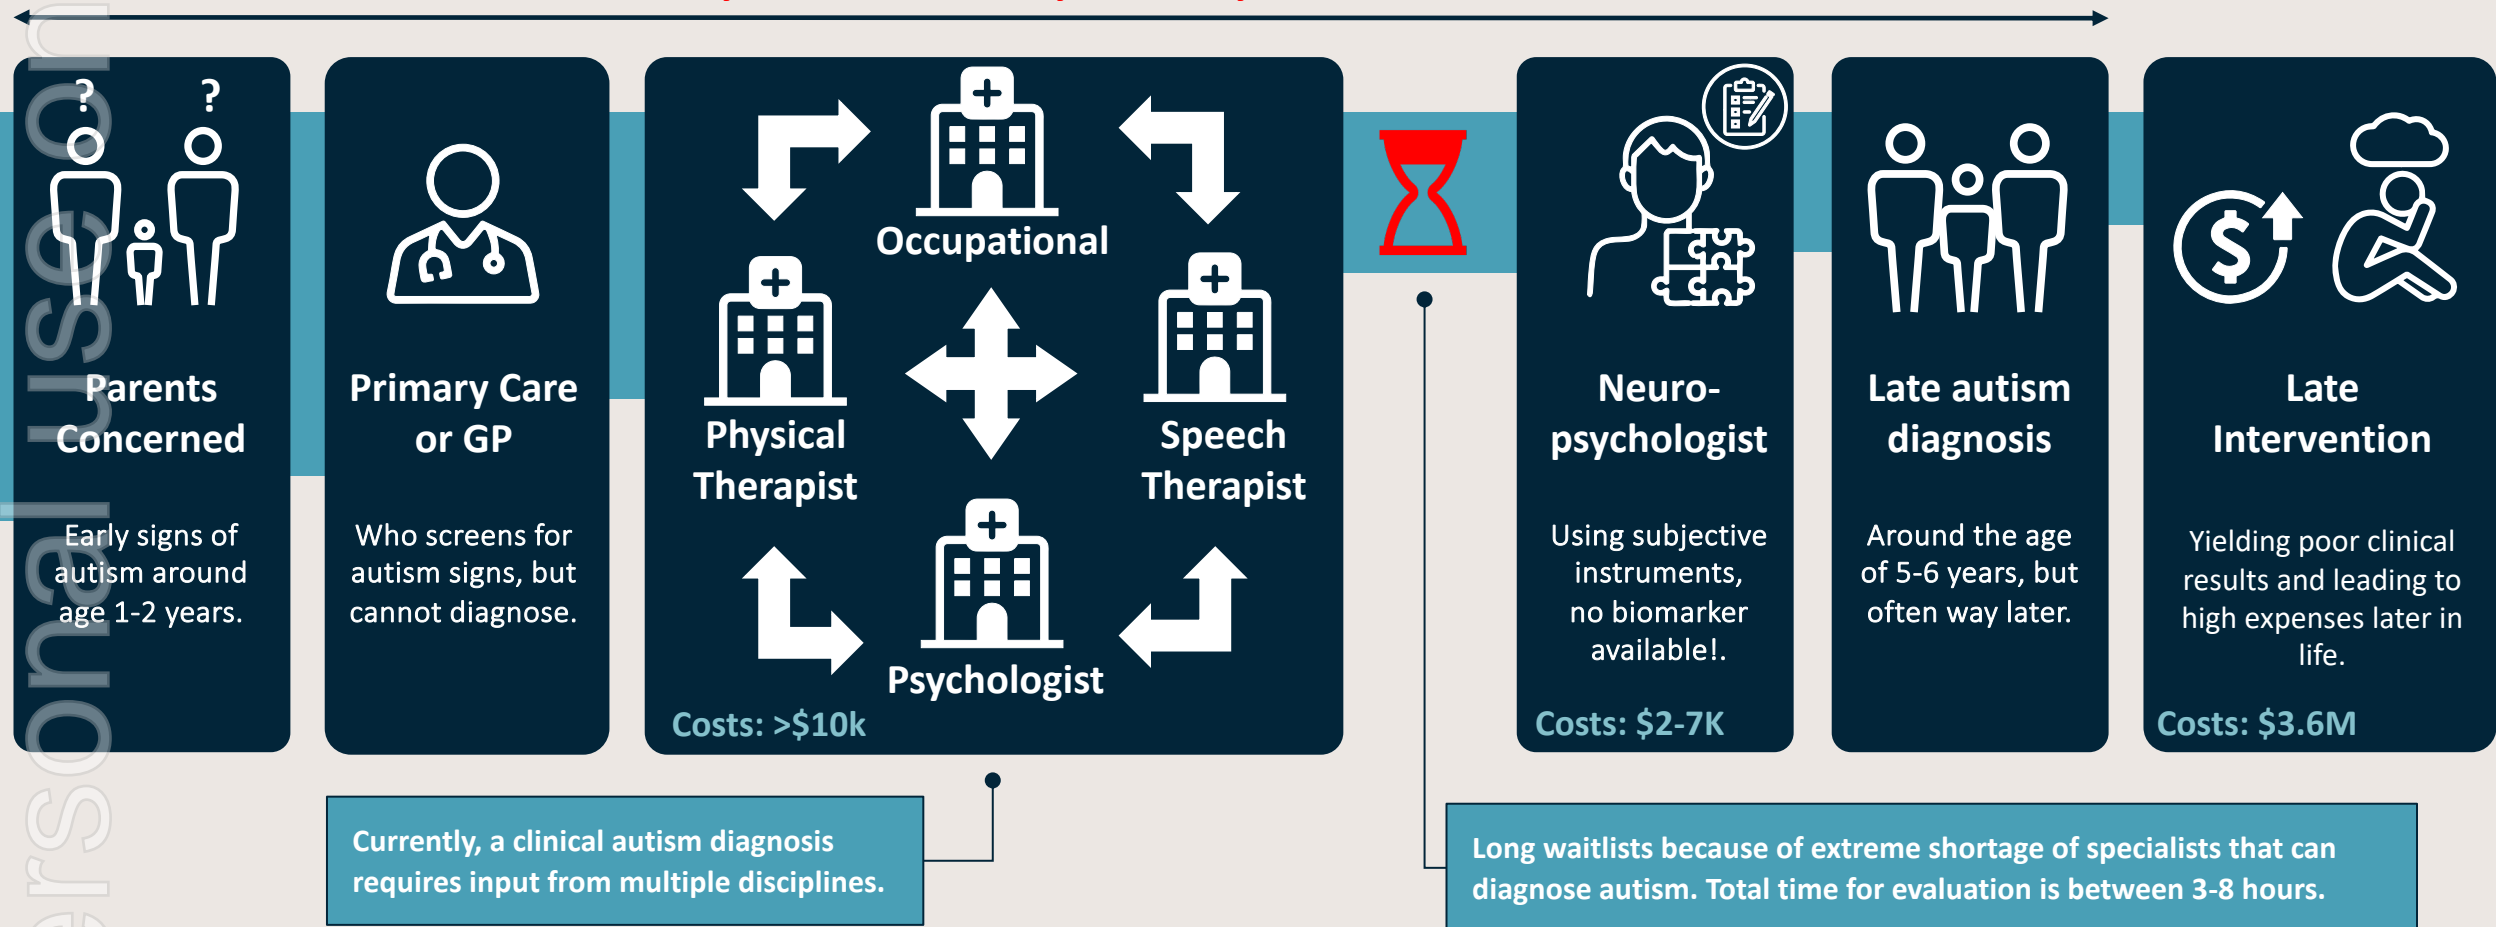 ? ?
Parents
Concerned
Early signs of
autism around
age 1-2 years.
Primary Care
or GP
Who screens for
autism signs, but
cannot diagnose.
Occupational
Physical
Therapist
Speech
Therapist
Psychologist
Costs: >$10k
Neuro-
psychologist
Using subjective
instruments,
no biomarker
available!.
Costs: $2-7K
Late autism
diagnosis
Around the age
of 5-6 years, but
often way later.
$
Late
Intervention
Yielding poor clinical
results and leading to
high expenses later in
life.
Costs: $3.6M
Currently, a clinical autism diagnosis
requires input from multiple disciplines.
Long waitlists because of extreme shortage of specialists that can
diagnose autism. Total time for evaluation is between 3-8 hours.
ersonal use on